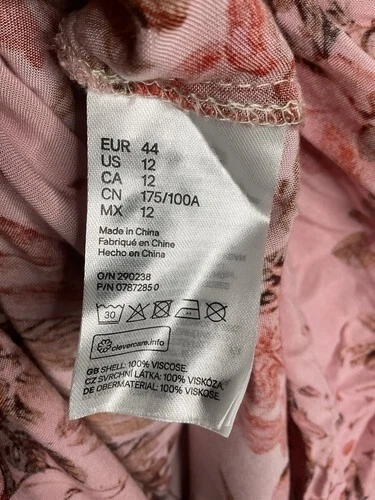 EUR 44
US 12
CA 12
CN 175/100A
MX 12
Made in China
Fabriqué en Chine
Hecho en China
O/N 290238
P/N 0787285 0
30
clevercare.info
GB SHELL: 100% VISCOSE.
CZ SVRCHNÍ LÁTKA: 100% VISKÓZA.
DE OBERMATERIAL: 100% VISKOSE.